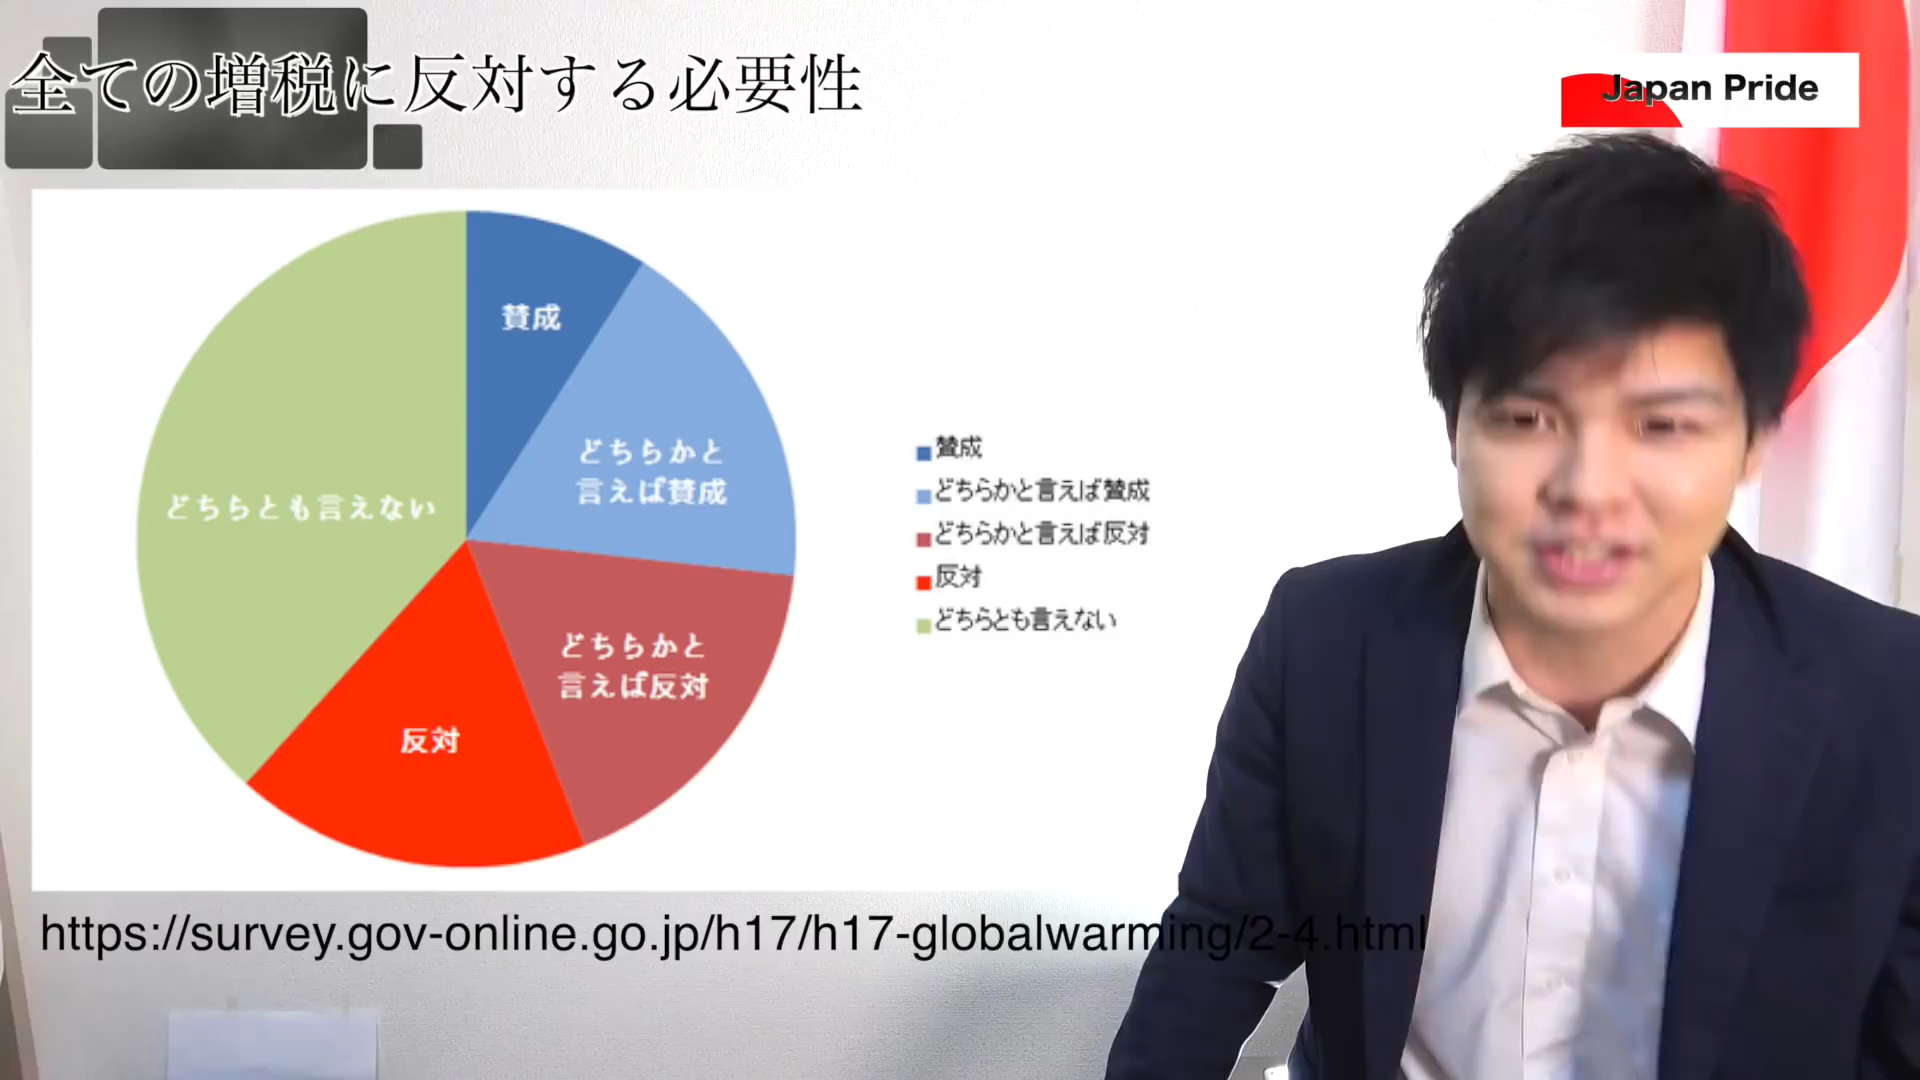 全ての増税に反対する必要性
Japan Pride
賛成
どちらかと
言えば賛成
どちらとも言えない
どちらかと
言えば反対
反対
賛成
どちらかと言えば賛成
どちらかと言えば反対
反対
どちらとも言えない
https://survey.gov-online.go.jp/h17/h17-globalwarming/2-4.html